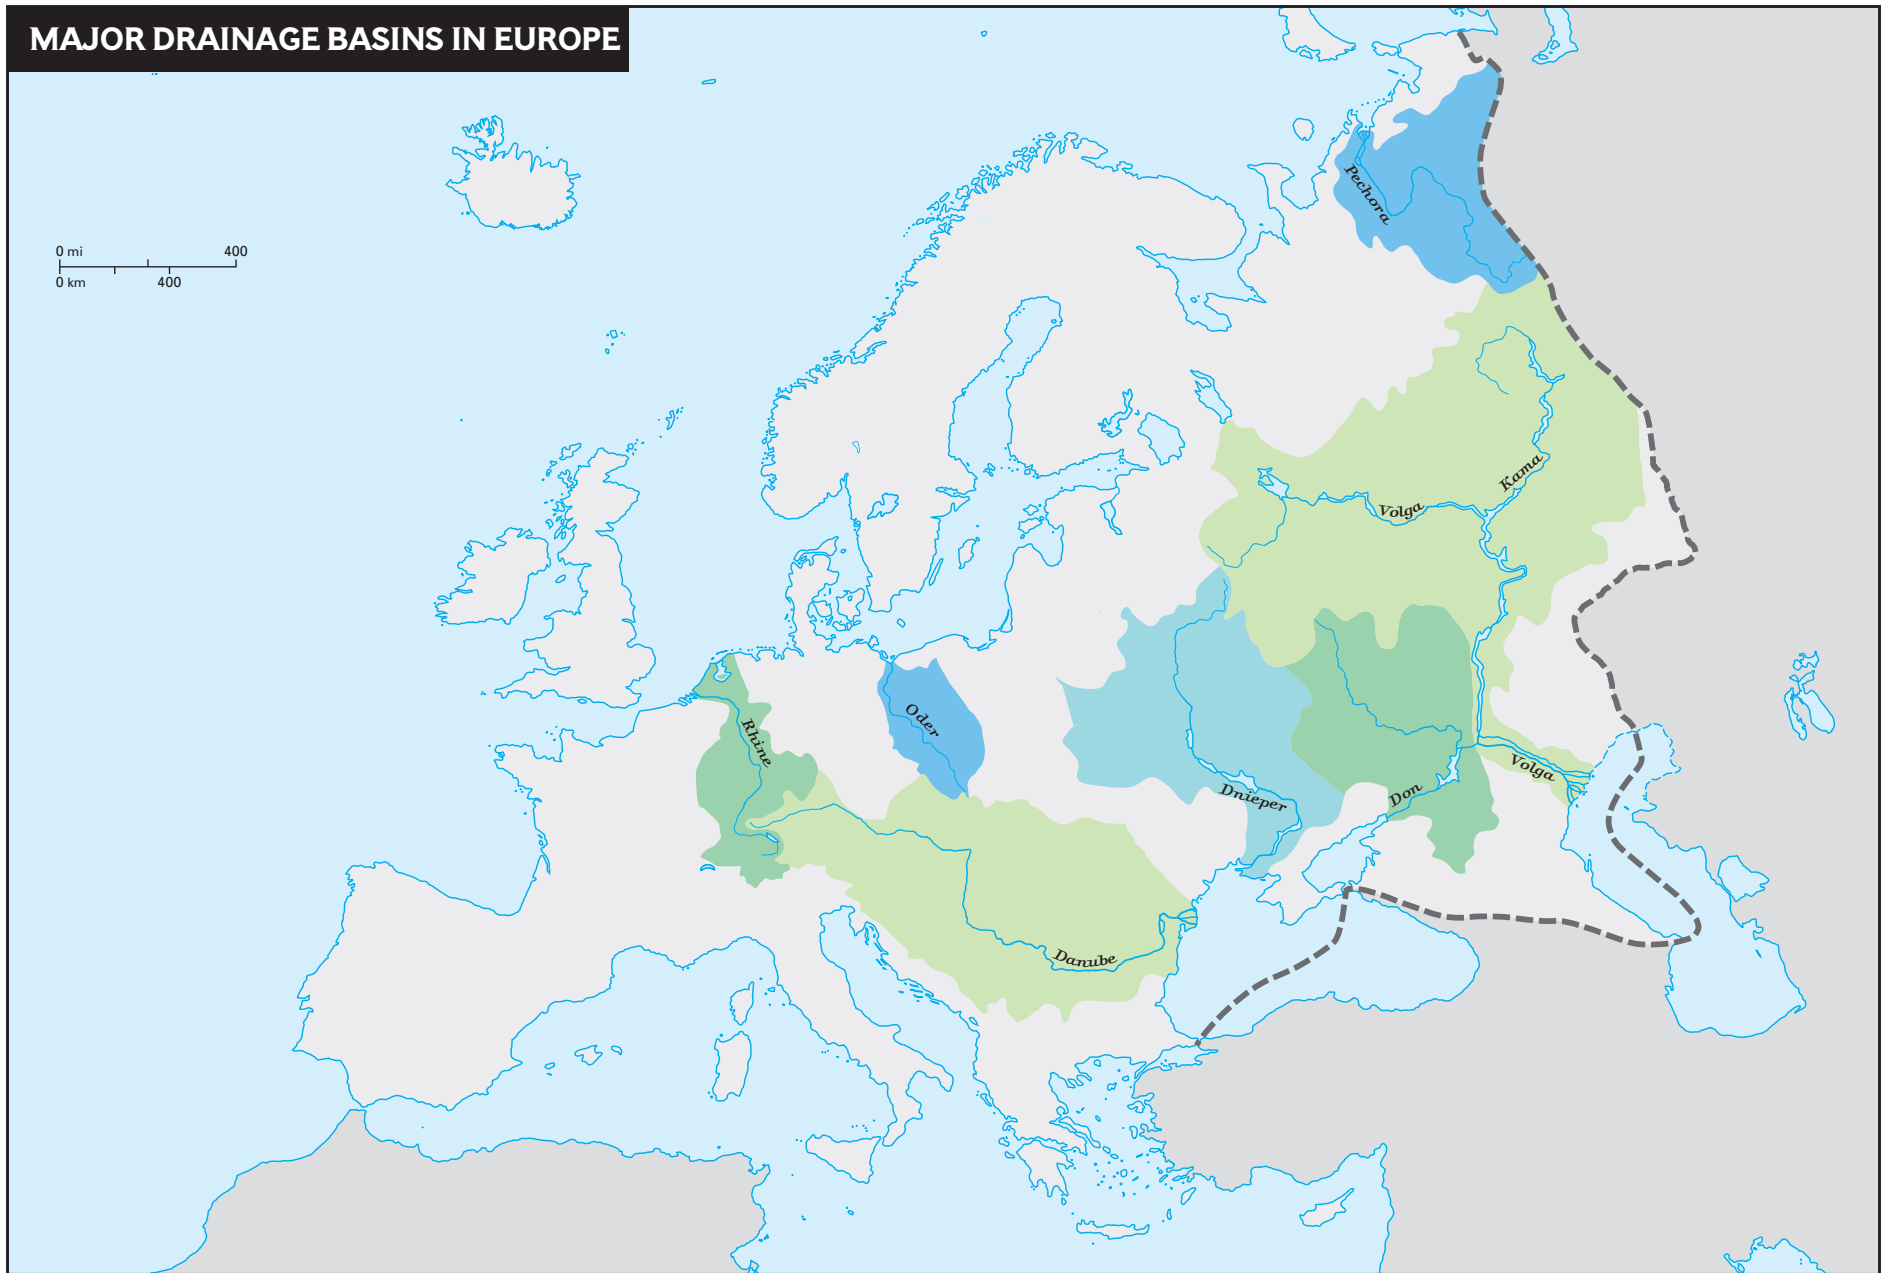 MAJOR DRAINAGE BASINS IN EUROPE
0 mi 400
0 km 400
Pechora
Kama
Volga
Rhine
Oder
Volga
Dnieper
Don
Danube